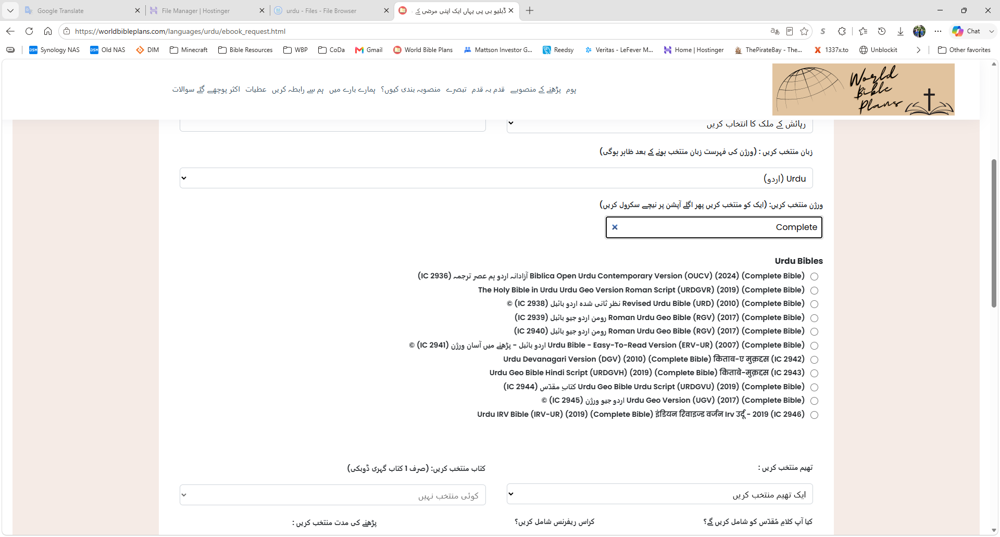 Google Translate
File Manager | Hostinger
urdu - Files - File Browser
ڈبلیو بی پی یہاں ایک اپنی مرضی کے
https://worldbibleplans.com/languages/urdu/ebook_request.html
Chat
Synology NAS
Old NAS
DIM
Minecraft
Bible Resources
WBP
CoDa
Gmail
World Bible Plans
Mattson Investor G...
Reedsy
Veritas - LeFever M...
Home | Hostinger
ThePirateBay - The...
1337x.to
Unblockit
Other favorites
World
Bible
Plans
ہوم پڑھنے کے منصوبے قدم بہ قدم تبصرے منصوبہ بندی کیوں؟ ہمارے بارے میں ہم سے رابطہ کریں عطیات اکثر پوچھے گئے سوالات
رہائش کے ملک کا انتخاب کریں
زبان منتخب کریں : (ورژن کی فہرست زبان منتخب ہونے کے بعد ظاہر ہوگی)
Urdu (اردو)
ورژن منتخب کریں: (ایک کو منتخب کریں پھر اگلے آپشن پر نیچے سکرول کریں)
Complete
Urdu Bibles
Biblica Open Urdu Contemporary Version (OUCV) (2024) (Complete Bible) آزادانہ اردو ہم عصر ترجمہ (IC 2936)
The Holy Bible in Urdu Urdu Geo Version Roman Script (URDGVR) (2019) (Complete Bible)
Revised Urdu Bible (URD) (2010) (Complete Bible) نظر ثانی شدہ اردو بائبل (IC 2938) ©
Roman Urdu Geo Bible (RGV) (2017) (Complete Bible) رومن اردو جیو بائبل (IC 2939)
Roman Urdu Geo Bible (RGV) (2017) (Complete Bible) رومن اردو جیو بائبل (IC 2940)
Urdu Bible - Easy-To-Read Version (ERV-UR) (2007) (Complete Bible) اردو بائبل - پڑھنے میں آسان ورژن (IC 2941) ©
Urdu Devanagari Version (DGV) (2010) (Complete Bible) किताब-ए मुक़द्दस (IC 2942)
Urdu Geo Bible Hindi Script (URDGVH) (2019) (Complete Bible) किताबे-मुक़द्दस (IC 2943)
Urdu Geo Bible Urdu Script (URDGVU) (2019) (Complete Bible) کتابِ مقدّس (IC 2944)
Urdu Geo Version (UGV) (2017) (Complete Bible) اردو جیو ورژن (IC 2945) ©
Urdu IRV Bible (IRV-UR) (2019) (Complete Bible) इंडियन रिवाइज्ड वर्जन Irv उर्दू - 2019 (IC 2946)
تھیم منتخب کریں :
کتاب منتخب کریں: (صرف 1 کتاب گہری ڈوبکی)
ایک تھیم منتخب کریں
کوئی منتخب نہیں
کیا آپ کلامِ مُقدّس کو شامل کریں گے؟
کراس ریفرنس شامل کریں؟
پڑھنے کی مدت منتخب کریں :